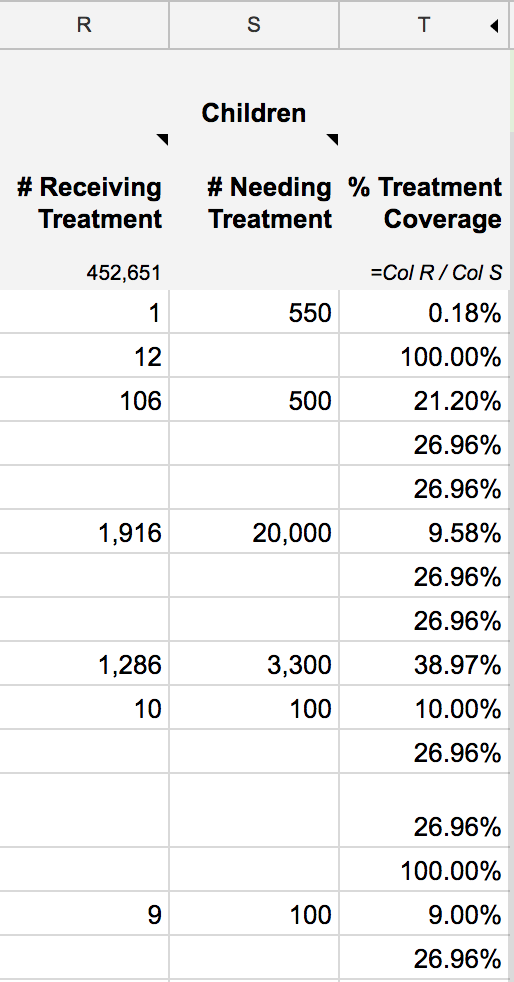 R S T
Children
# Receiving # Needing % Treatment
Treatment Treatment Coverage
452,651 =Col R / Col S
1 550 0.18%
12 100.00%
106 500 21.20%
26.96%
26.96%
1,916 20,000 9.58%
26.96%
26.96%
1,286 3,300 38.97%
10 100 10.00%
26.96%
26.96%
100.00%
9 100 9.00%
26.96%